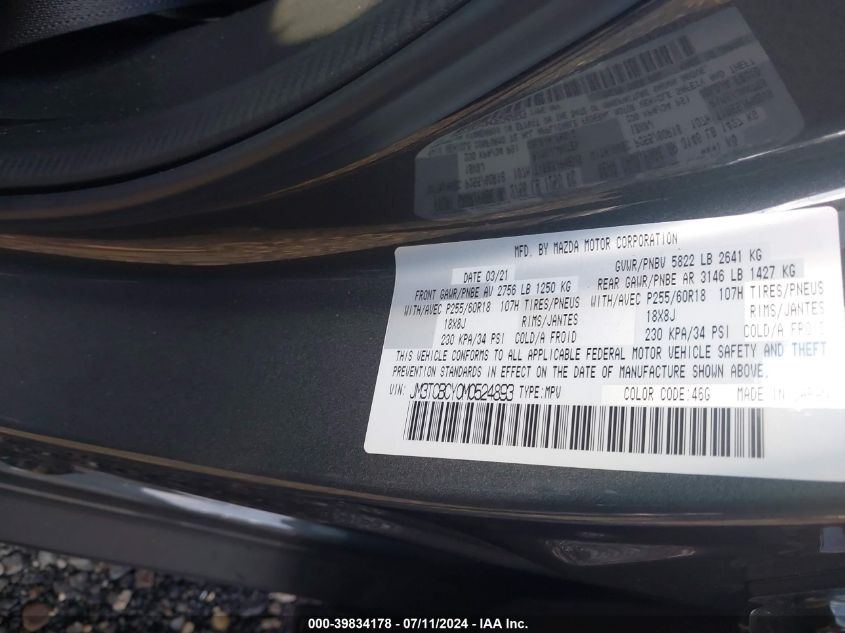 MFD. BY MAZDA MOTOR CORPORATION
DATE 03/21 GVWR/PNBV 5822 LB 2641 KG
FRONT GAWR/PNBE AV 2756 LB 1250 KG REAR GAWR/PNBE AR 3146 LB 1427 KG
WITH/AVEC P255/60R18 107H TIRES/PNEUS WITH/AVEC P255/60R18 107H TIRES/PNEUS
18X8J RIMS/JANTES 18X8J RIMS/JANTES
230 KPA/34 PSI COLD/A FROID 230 KPA/34 PSI COLD/A FROID
THIS VEHICLE CONFORMS TO ALL APPLICABLE FEDERAL MOTOR VEHICLE SAFETY AND THEFT
PREVENTION STANDARDS IN EFFECT ON THE DATE OF MANUFACTURE SHOWN ABOVE.
VIN: JM3TCBCY0M0524893 TYPE:MPV COLOR CODE:46G MADE IN JAPAN
000-39834178 - 07/11/2024 - IAA Inc.